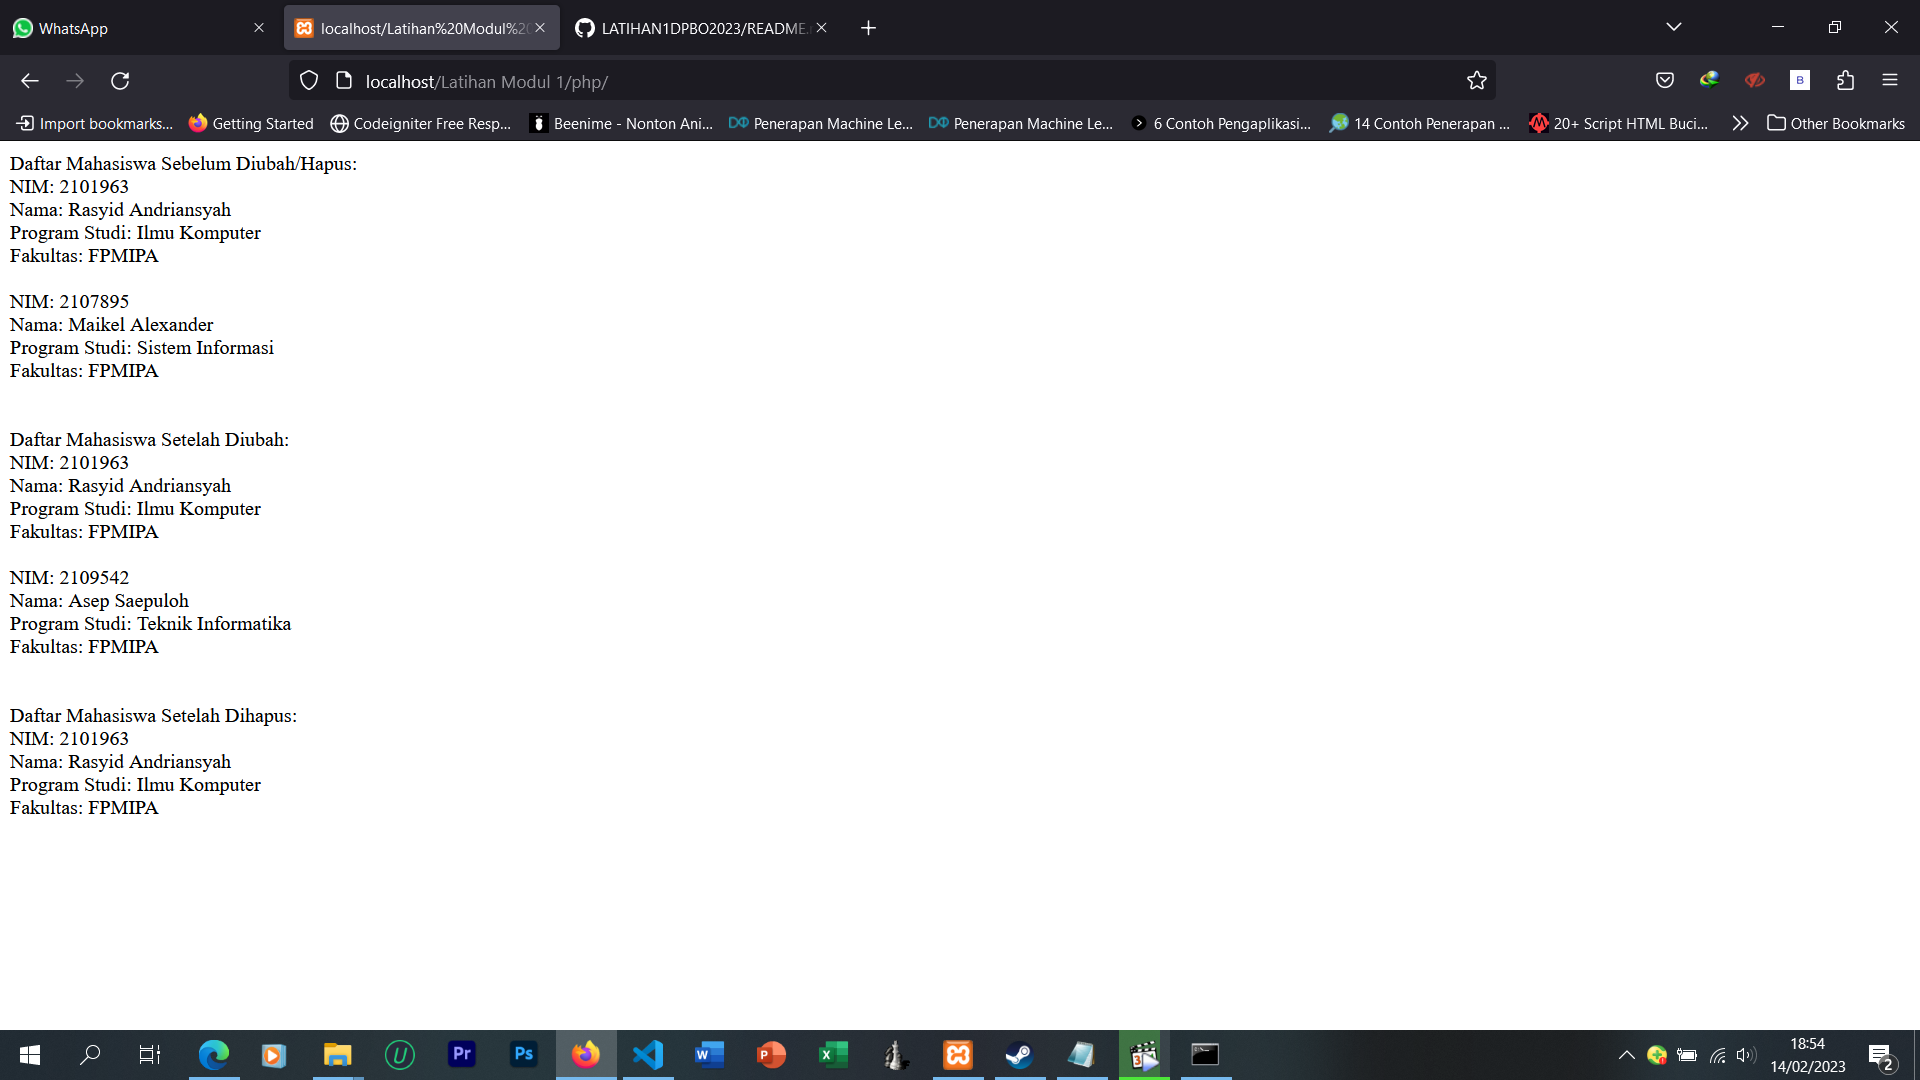 WhatsApp
localhost/Latihan%20Modul%20
LATIHAN1DPBO2023/README.
localhost/Latihan Modul 1/php/
Import bookmarks...
Getting Started
Codeigniter Free Resp...
Beenime - Nonton Ani...
Penerapan Machine Le...
Penerapan Machine Le...
6 Contoh Pengaplikasi...
14 Contoh Penerapan ...
20+ Script HTML Buci...
Other Bookmarks
Daftar Mahasiswa Sebelum Diubah/Hapus:
NIM: 2101963
Nama: Rasyid Andriansyah
Program Studi: Ilmu Komputer
Fakultas: FPMIPA
NIM: 2107895
Nama: Maikel Alexander
Program Studi: Sistem Informasi
Fakultas: FPMIPA
Daftar Mahasiswa Setelah Diubah:
NIM: 2101963
Nama: Rasyid Andriansyah
Program Studi: Ilmu Komputer
Fakultas: FPMIPA
NIM: 2109542
Nama: Asep Saepuloh
Program Studi: Teknik Informatika
Fakultas: FPMIPA
Daftar Mahasiswa Setelah Dihapus:
NIM: 2101963
Nama: Rasyid Andriansyah
Program Studi: Ilmu Komputer
Fakultas: FPMIPA
18:54
14/02/2023
2